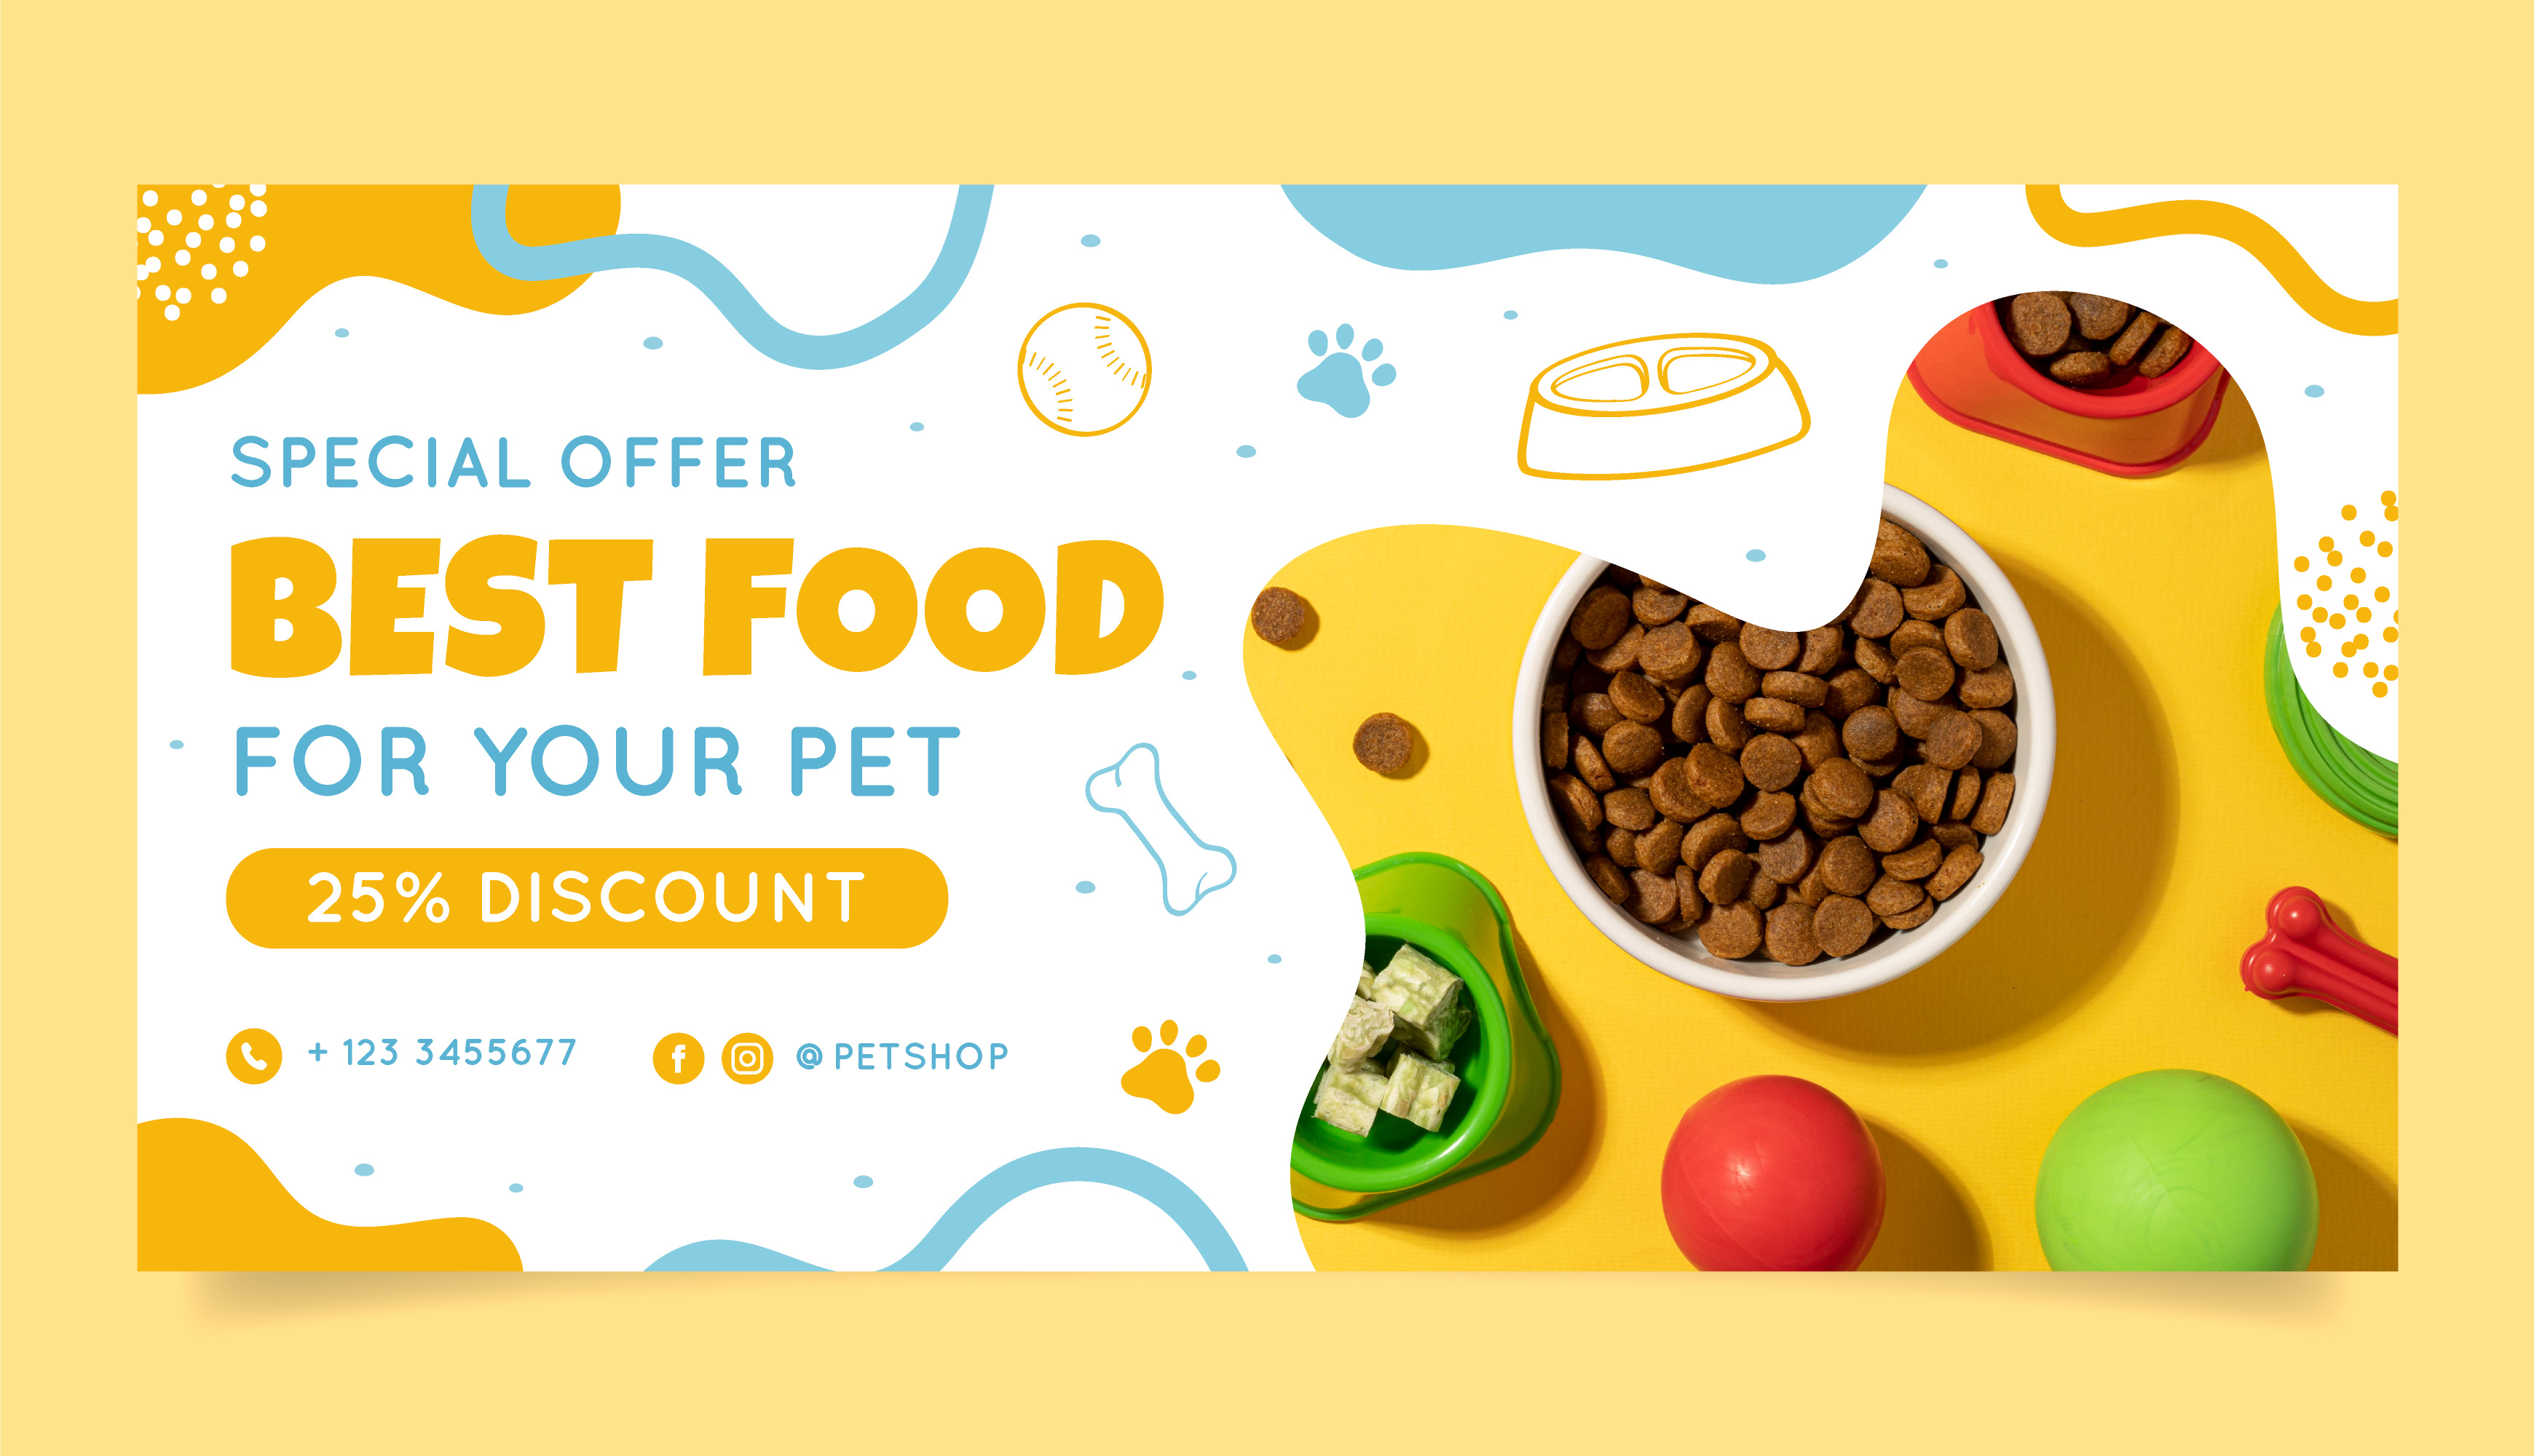 SPECIAL OFFER
BEST FOOD
FOR YOUR PET
25% DISCOUNT
+ 123 3455677
@PETSHOP